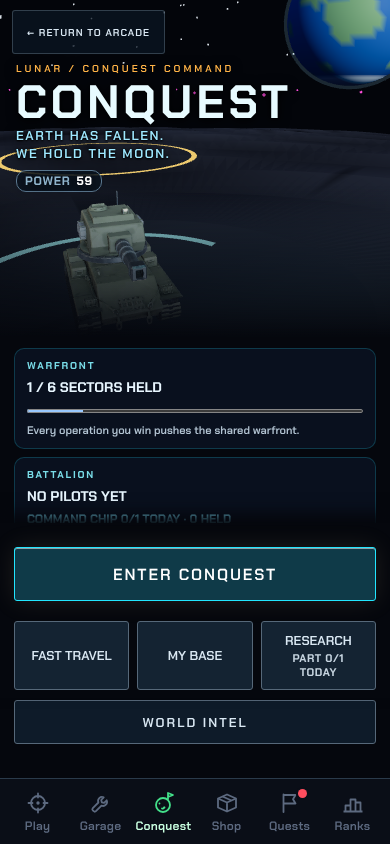 ← RETURN TO ARCADE
LUNAR / CONQUEST COMMAND
CONQUEST
EARTH HAS FALLEN.
WE HOLD THE MOON.
POWER 59
WARFRONT
1 / 6 SECTORS HELD
Every operation you win pushes the shared warfront.
BATTALION
NO PILOTS YET
COMMAND CHIP 0/1 TODAY · 0 HELD
ENTER CONQUEST
FAST TRAVEL
MY BASE
RESEARCH
PART 0/1
TODAY
WORLD INTEL
Play
Garage
Conquest
Shop
Quests
Ranks